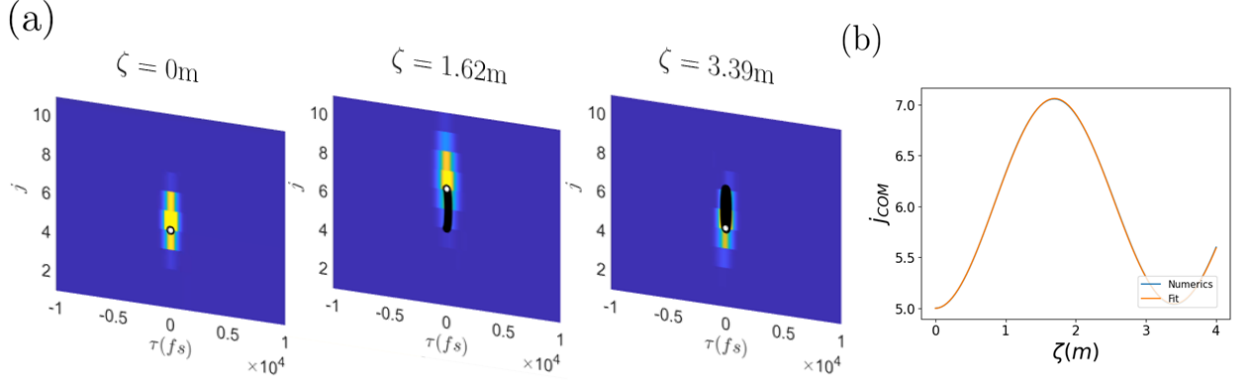 (a)
ζ = 0m
10
8
6
4
2
j
-1
-0.5
0
0.5
1
τ(fs)
×10⁴
ζ = 1.62m
10
8
6
4
2
j
-1
-0.5
0
0.5
1
τ(fs)
×10⁴
ζ = 3.39m
10
8
6
4
2
j
-1
-0.5
0
0.5
1
τ(fs)
×10⁴
(b)
7.0
6.5
6.0
5.5
5.0
j_COM
0
1
2
3
4
ζ(m)
Numerics
Fit